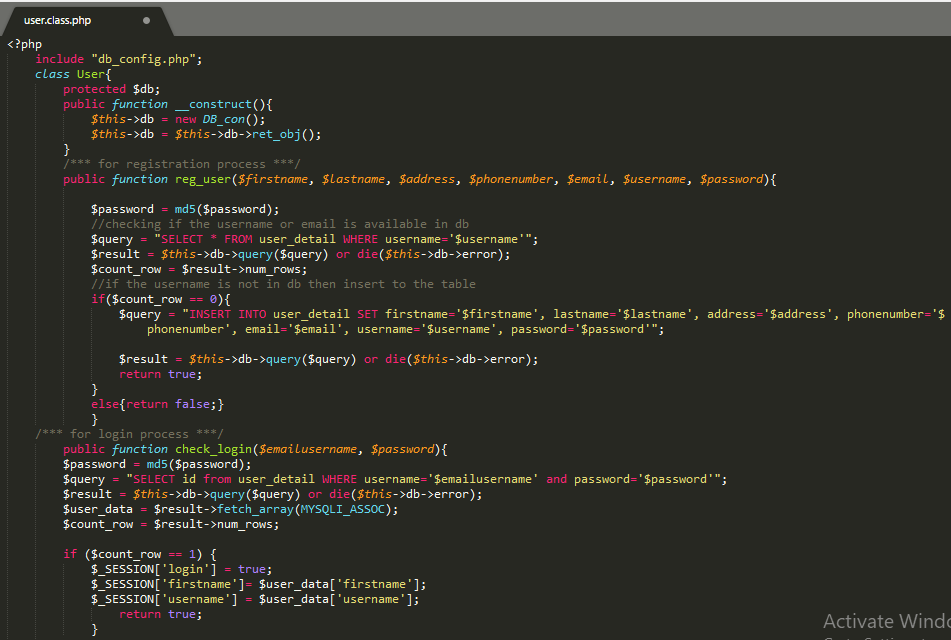 user.class.php
<?php
include "db_config.php";
class User{
protected $db;
public function __construct(){
$this->db = new DB_con();
$this->db = $this->db->ret_obj();
}
/*** for registration process ***/
public function reg_user($firstname, $lastname, $address, $phonenumber, $email, $username, $password){
$password = md5($password);
//checking if the username or email is available in db
$query = "SELECT * FROM user_detail WHERE username='$username'";
$result = $this->db->query($query) or die($this->db->error);
$count_row = $result->num_rows;
//if the username is not in db then insert to the table
if($count_row == 0){
$query = "INSERT INTO user_detail SET firstname='$firstname', lastname='$lastname', address='$address', phonenumber='$
phonenumber', email='$email', username='$username', password='$password'";
$result = $this->db->query($query) or die($this->db->error);
return true;
}
else{return false;}
}
/*** for login process ***/
public function check_login($emailusername, $password){
$password = md5($password);
$query = "SELECT id from user_detail WHERE username='$emailusername' and password='$password'";
$result = $this->db->query($query) or die($this->db->error);
$user_data = $result->fetch_array(MYSQLI_ASSOC);
$count_row = $result->num_rows;
if ($count_row == 1) {
$_SESSION['login'] = true;
$_SESSION['firstname']= $user_data['firstname'];
$_SESSION['username'] = $user_data['username'];
return true;
}
Activate Windo